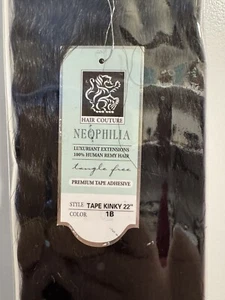 HAIR COUTURE
NEOPHILIA
LUXURIANT EXTENSIONS
100% HUMAN REMY HAIR
tangle free
PREMIUM TAPE ADHESIVE
STYLE TAPE KINKY 22"
COLOR 1B